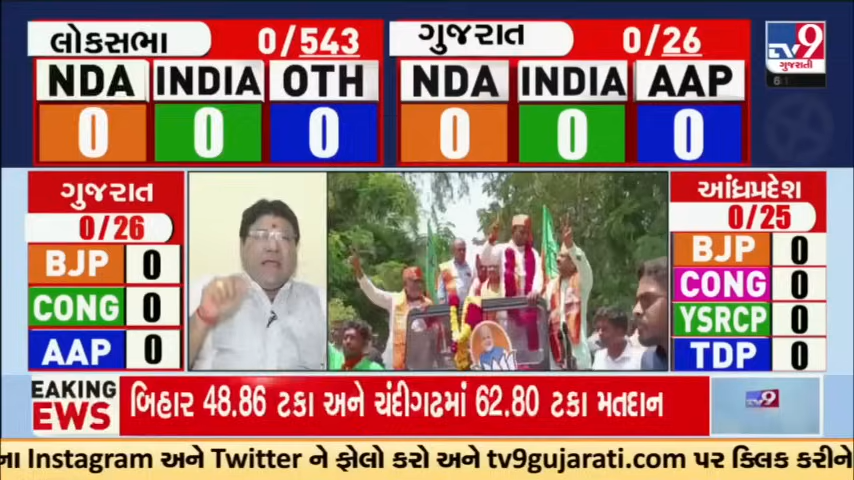 લોકસભા 0/543
NDA INDIA OTH
0 0 0
ગુજરાત 0/26
NDA INDIA AAP
0 0 0
tv9
ગુજરાતી
ગુજરાત
0/26
BJP 0
CONG 0
AAP 0
આંધ્રપ્રદેશ
0/25
BJP 0
CONG 0
YSRCP 0
TDP 0
EAKING
EWS
બિહાર 48.86 ટકા અને ચંદીગઢમાં 62.80 ટકા મતદાન
tv9
ના Instagram અને Twitter ને ફોલો કરો અને tv9gujarati.com પર ક્લિક કરીને